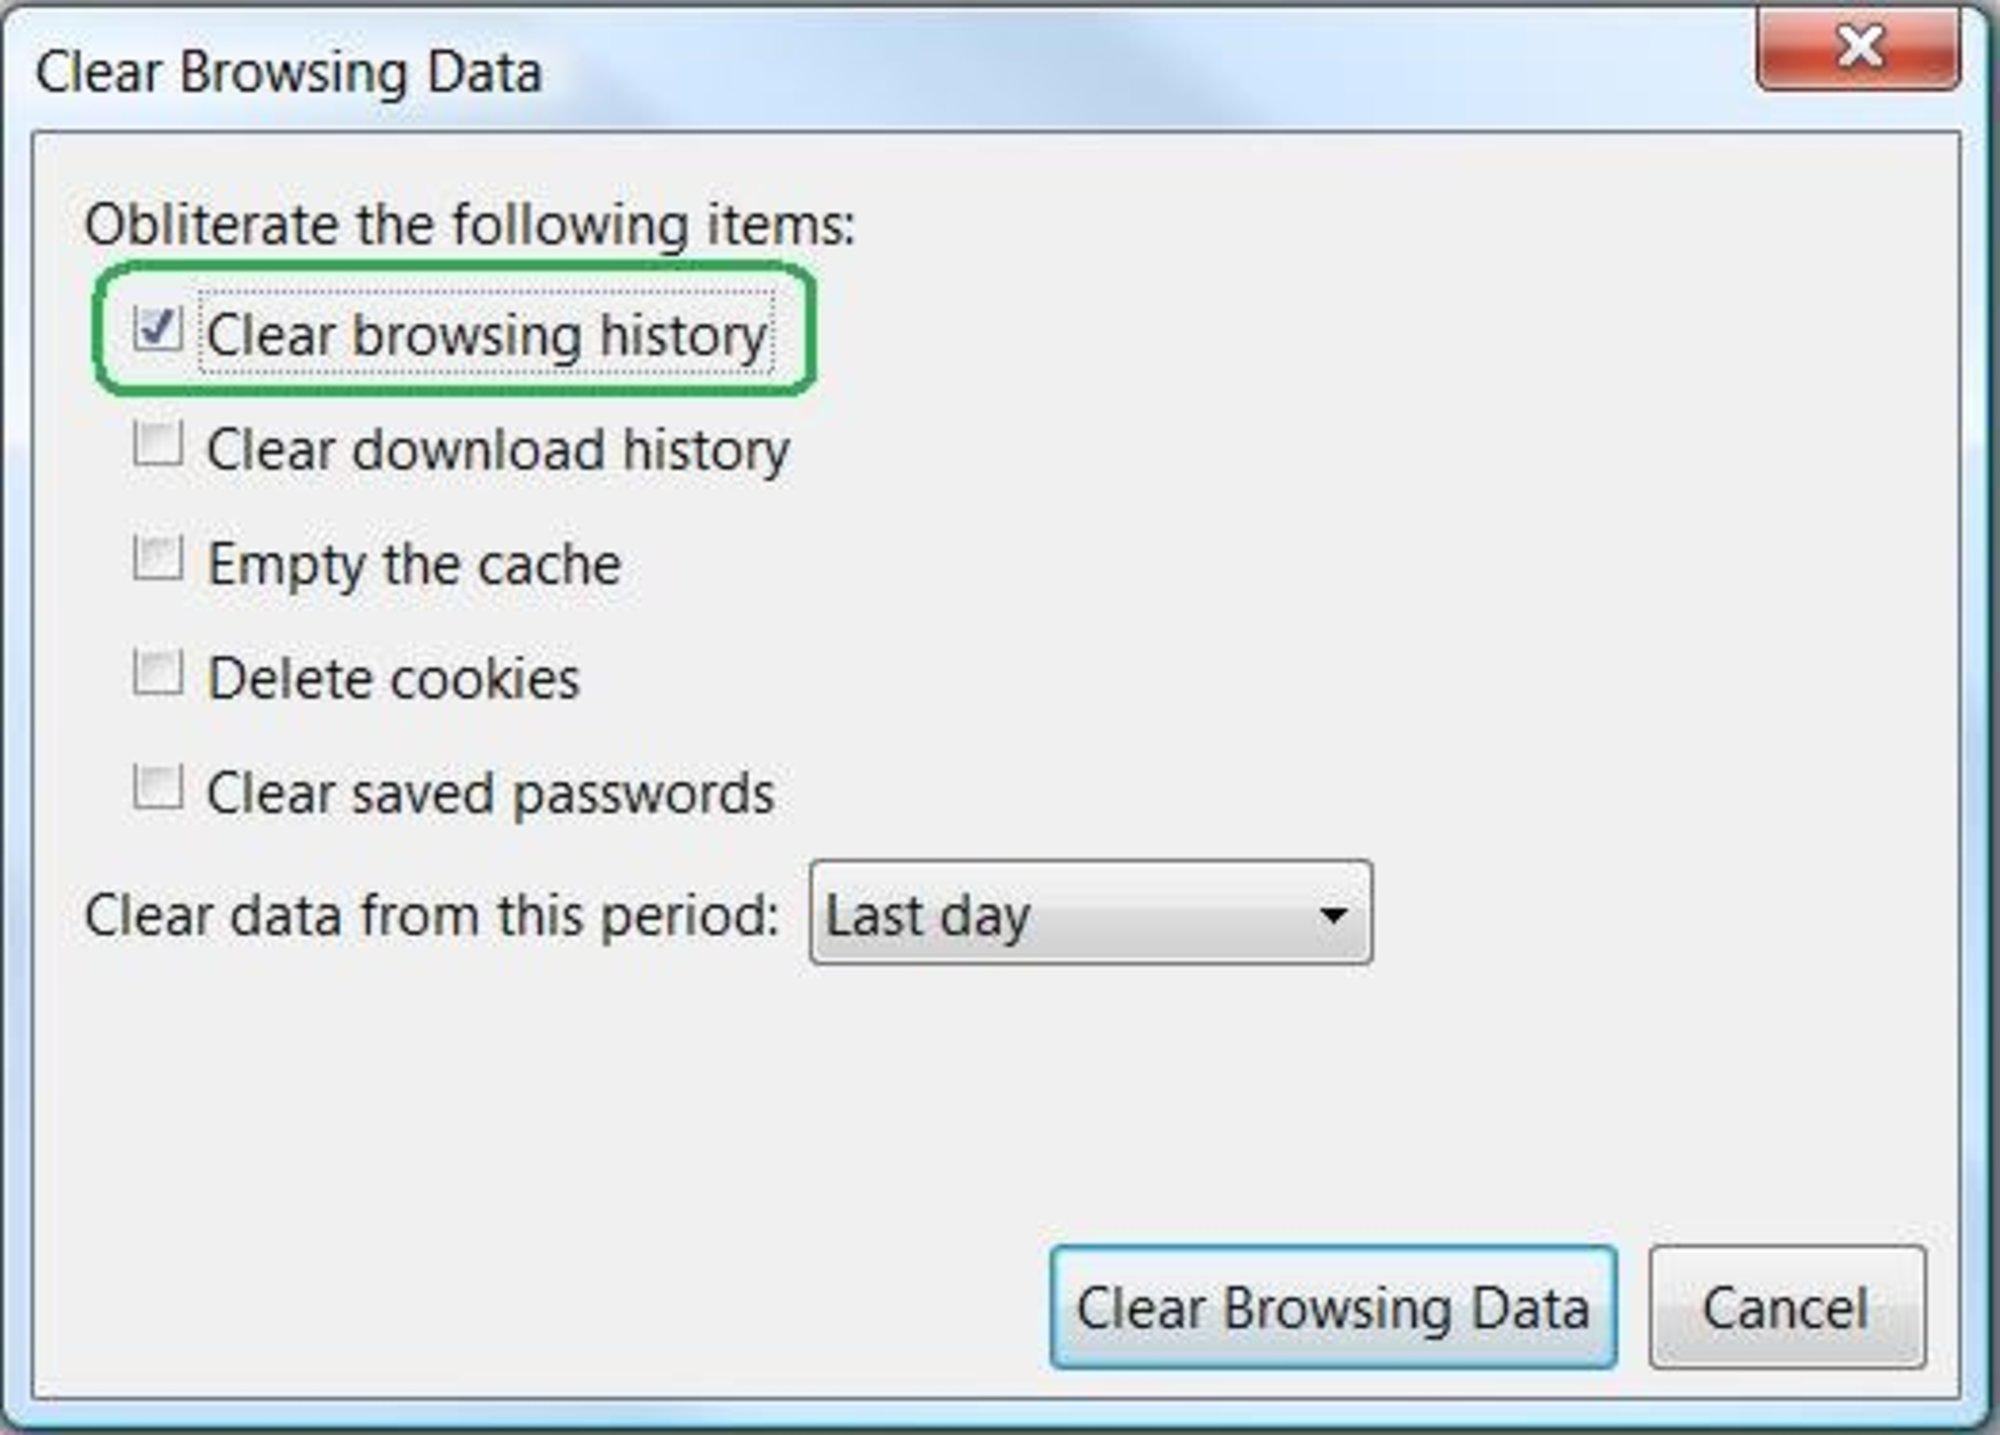 Clear Browsing Data
Obliterate the following items:
Clear browsing history
Clear download history
Empty the cache
Delete cookies
Clear saved passwords
Clear data from this period: Last day
Clear Browsing Data Cancel